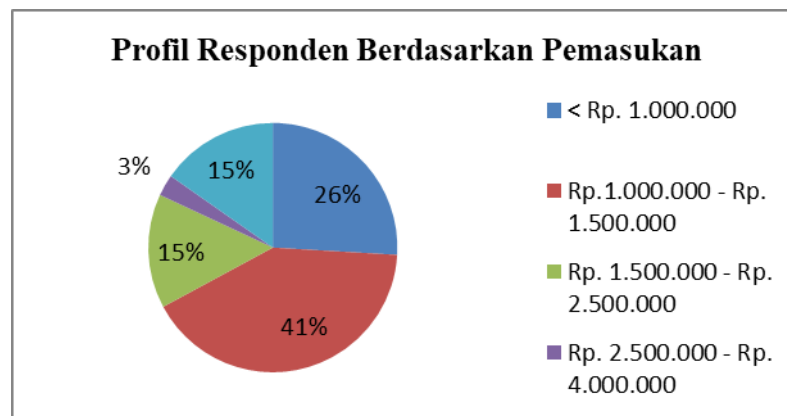 Profil Responden Berdasarkan Pemasukan
< Rp. 1.000.000
3%
15%
26%
Rp.1.000.000 - Rp.
1.500.000
15%
Rp. 1.500.000 - Rp.
2.500.000
41%
Rp. 2.500.000 - Rp.
4.000.000